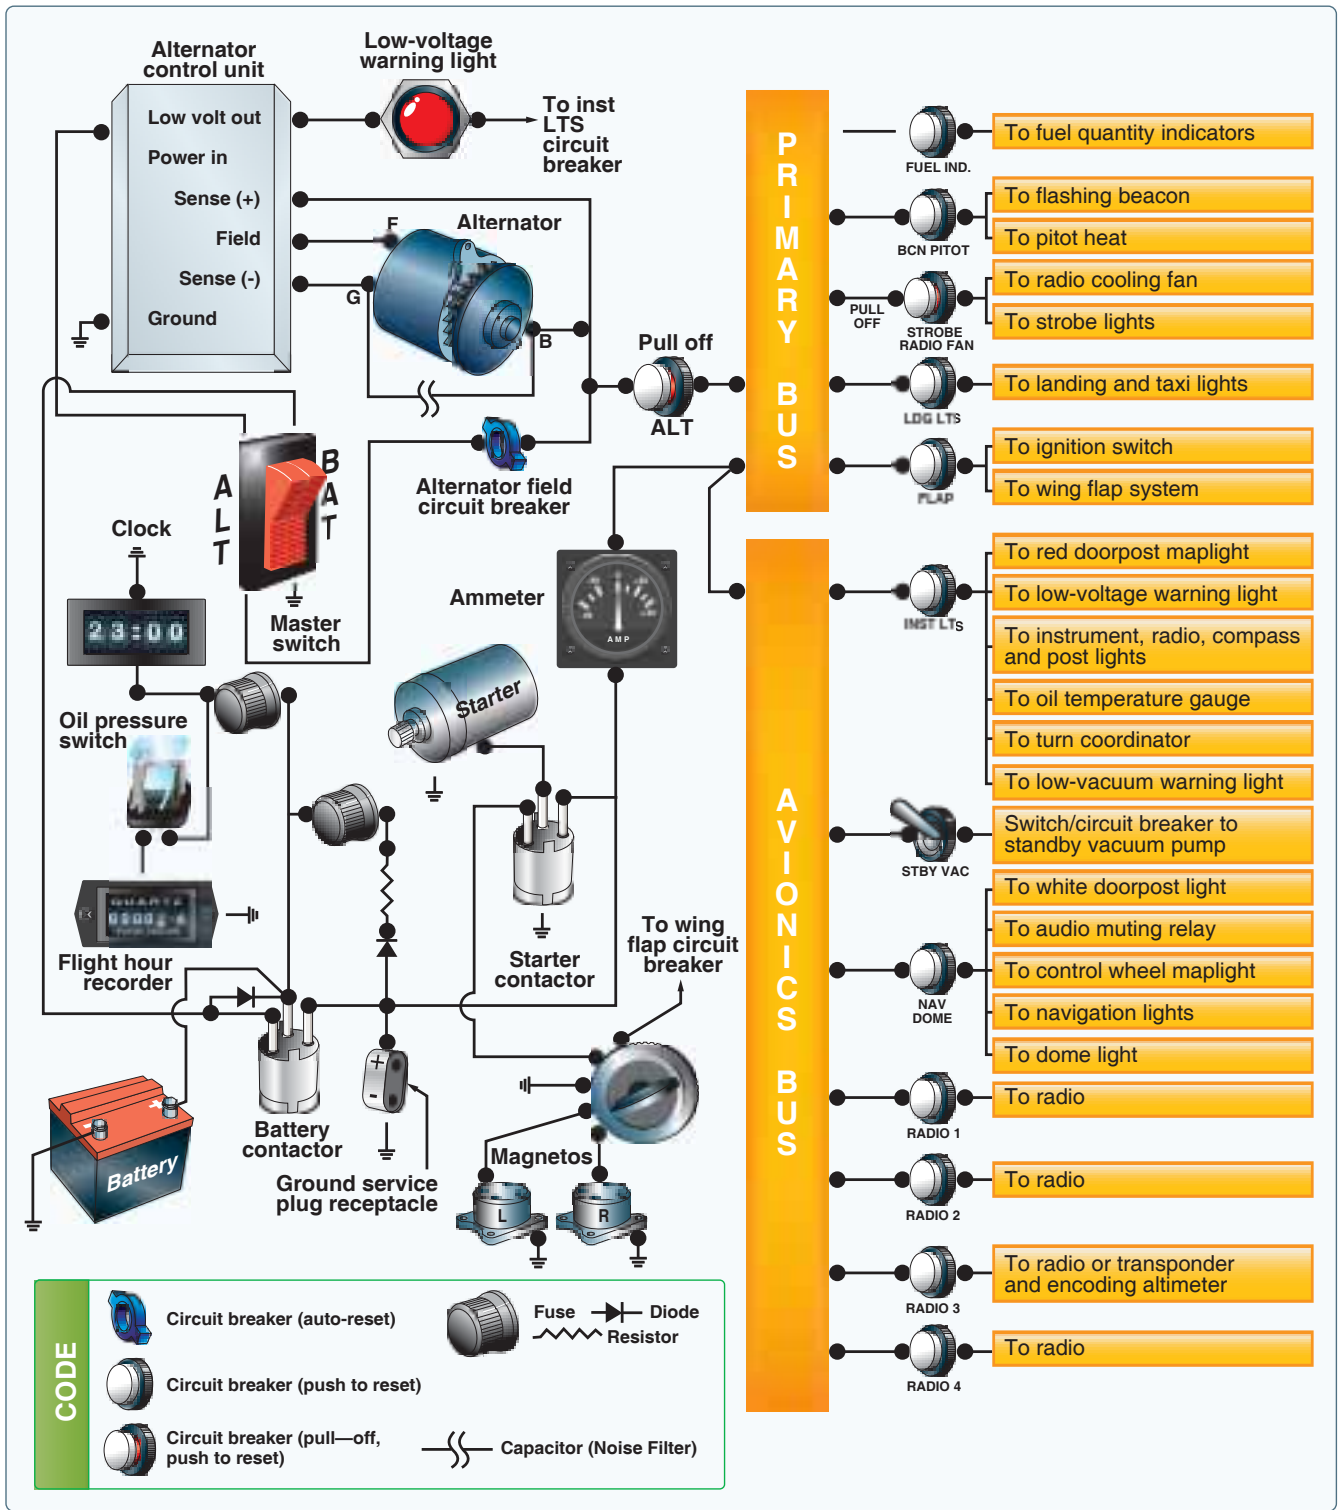 Alternator
control unit
Low volt out
Power in
Sense (+)
Field
Sense (-)
Ground
Low-voltage
warning light
To inst
LTS
circuit
breaker
F
Alternator
G
B
Pull off
ALT
Alternator field
circuit breaker
ALT
BAT
Master
switch
Clock
23:00
Oil pressure
switch
Flight hour
recorder
Ammeter
AMP
Starter
Starter
contactor
To wing
flap circuit
breaker
Battery
Battery
contactor
+
-
Ground service
plug receptacle
Magnetos
L
R
PRIMARY BUS
FUEL IND.
To fuel quantity indicators
BCN PITOT
To flashing beacon
To pitot heat
PULL
OFF
STROBE
RADIO FAN
To radio cooling fan
To strobe lights
LDG LTS
To landing and taxi lights
FLAP
To ignition switch
To wing flap system
AVIONICS BUS
INST LTS
To red doorpost maplight
To low-voltage warning light
To instrument, radio, compass
and post lights
To oil temperature gauge
To turn coordinator
To low-vacuum warning light
STBY VAC
Switch/circuit breaker to
standby vacuum pump
NAV
DOME
To white doorpost light
To audio muting relay
To control wheel maplight
To navigation lights
To dome light
RADIO 1
To radio
RADIO 2
To radio
RADIO 3
To radio or transponder
and encoding altimeter
RADIO 4
To radio
CODE
Circuit breaker (auto-reset)
Circuit breaker (push to reset)
Circuit breaker (pull—off,
push to reset)
Fuse
Diode
Resistor
Capacitor (Noise Filter)